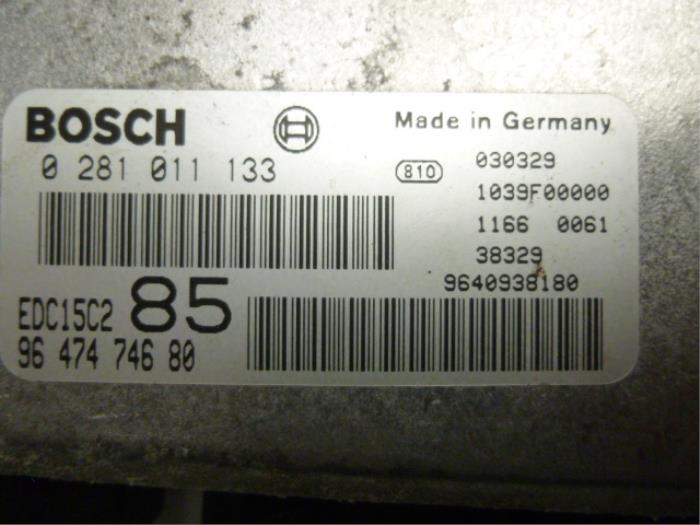 BOSCH
Made in Germany
0 281 011 133
810
030329
1039F00000
1166 0061
38329
9640938180
EDC15C2 85
96 474 746 80